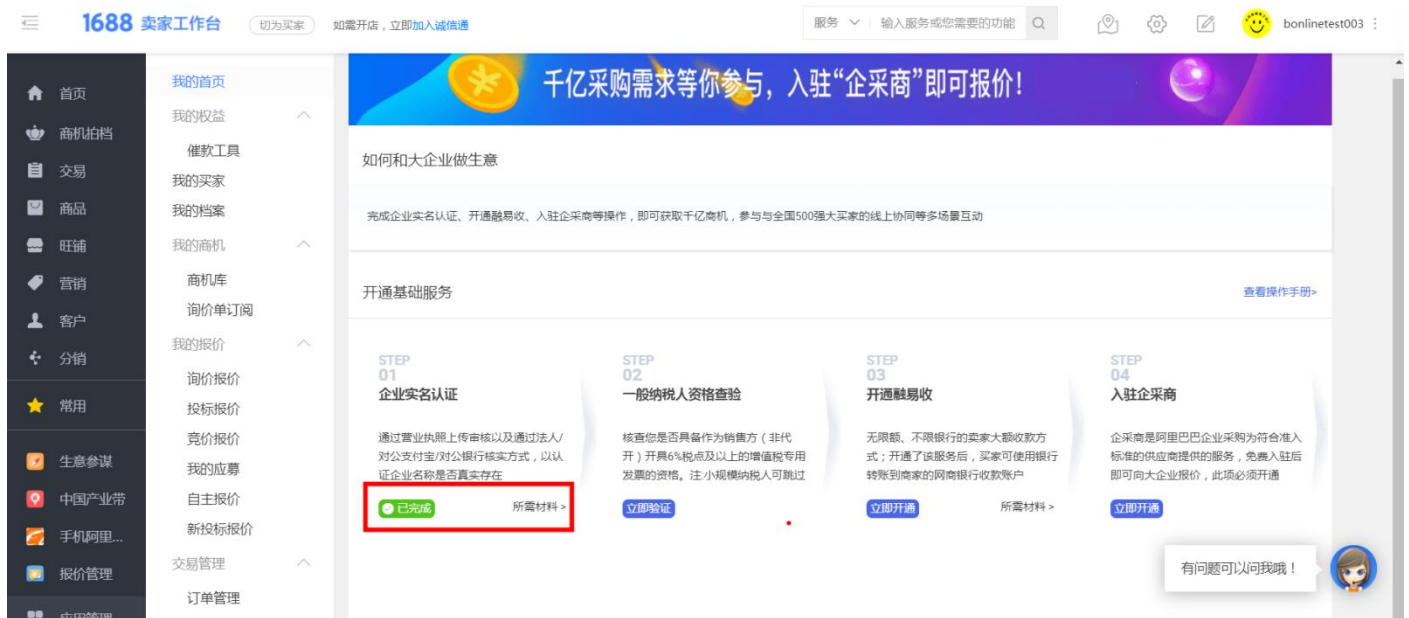 1688 卖家工作台
切为买家
如需开店，立即加入诚信通
服务
输入服务或您需要的功能
bonlinetest003
首页
商机拍档
交易
商品
旺铺
营销
客户
分销
常用
生意参谋
中国产业带
手机阿里...
报价管理
应用管理
我的首页
我的权益
催款工具
我的买家
我的档案
我的商机
商机库
询价单订阅
我的报价
询价报价
投标报价
竞价报价
我的应募
自主报价
新投标报价
交易管理
订单管理
千亿采购需求等你参与，入驻“企采商”即可报价！
如何和大企业做生意
完成企业实名认证、开通融易收、入驻企采商等操作，即可获取千亿商机，参与与全国500强大买家的线上协同等多场景互动
开通基础服务
查看操作手册>
STEP
01
企业实名认证
通过营业执照上传审核以及通过法人/
对公支付宝/对公银行核实方式，以认
证企业名称是否真实存在
已完成
所需材料 >
STEP
02
一般纳税人资格查验
核查您是否具备作为销售方（非代
开）开具6%税点及以上的增值税专用
发票的资格。注:小规模纳税人可跳过
立即验证
STEP
03
开通融易收
无限额、不限银行的卖家大额收款方
式；开通了该服务后，买家可使用银行
转账到商家的网商银行收款账户
立即开通
所需材料 >
STEP
04
入驻企采商
企采商是阿里巴巴企业采购为符合准入
标准的供应商提供的服务，免费入驻后
即可向大企业报价，此项必须开通
立即开通
有问题可以问我哦！